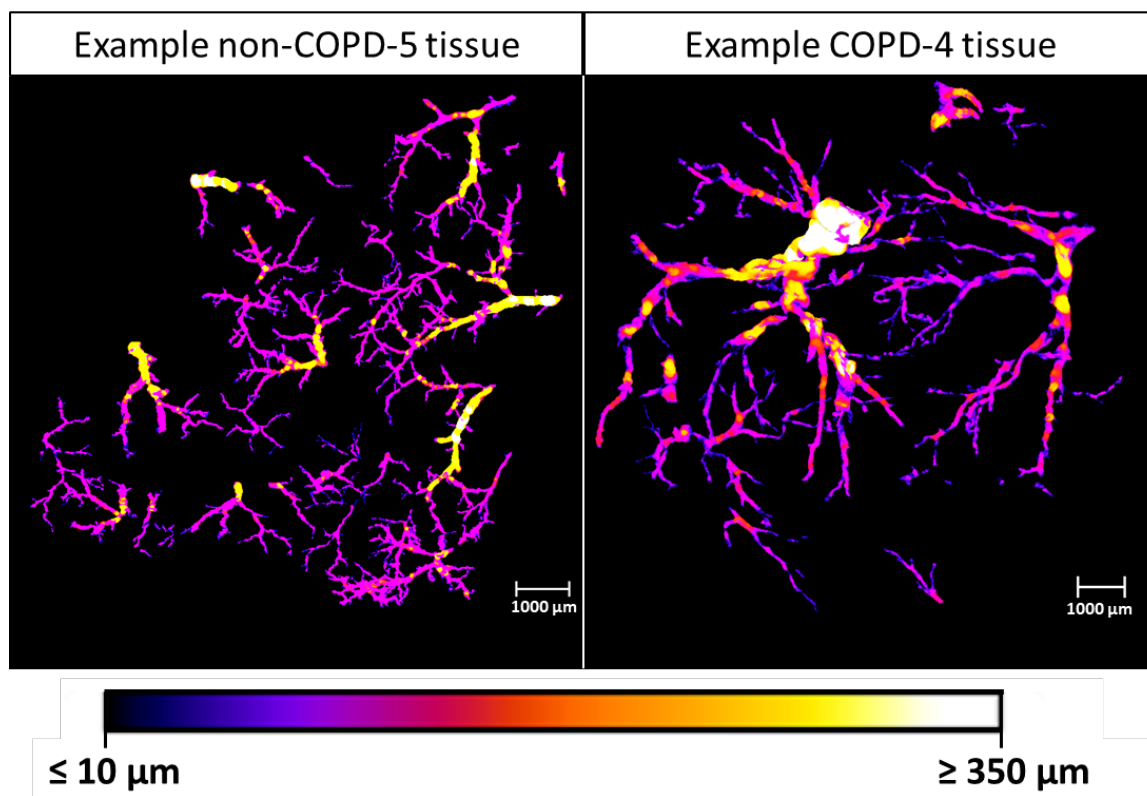 Example non-COPD-5 tissue
Example COPD-4 tissue
1000 µm
1000 µm
≤ 10 µm
≥ 350 µm